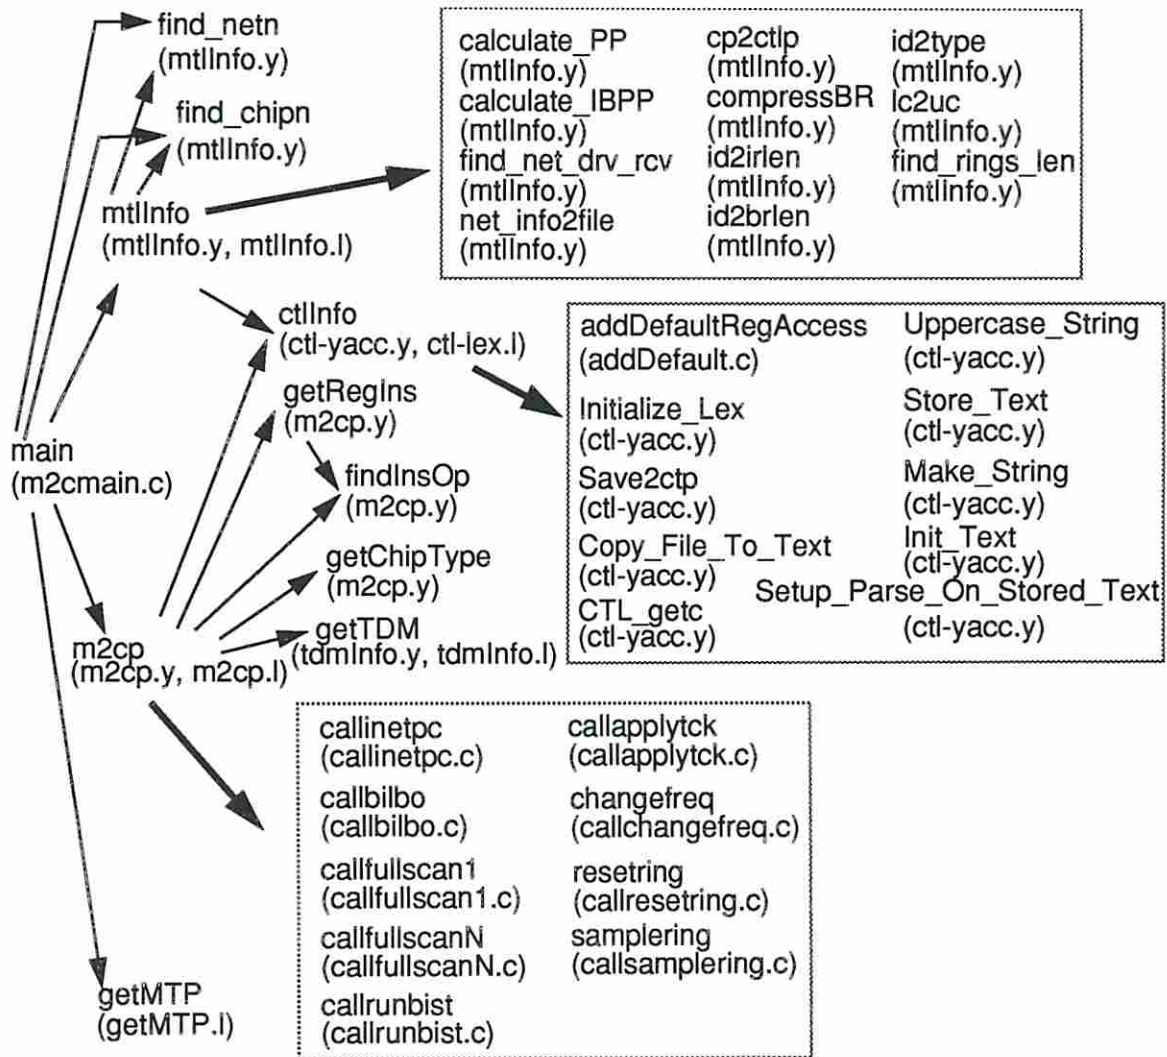 find_netn
(mtlInfo.y)
find_chipn
(mtlInfo.y)
mtlInfo
(mtlInfo.y, mtlInfo.l)
calculate_PP
(mtlInfo.y)
calculate_IBPP
(mtlInfo.y)
find_net_drv_rcv
(mtlInfo.y)
net_info2file
(mtlInfo.y)
cp2ctlp
(mtlInfo.y)
compressBR
(mtlInfo.y)
id2irlen
(mtlInfo.y)
id2brlen
(mtlInfo.y)
id2type
(mtlInfo.y)
lc2uc
(mtlInfo.y)
find_rings_len
(mtlInfo.y)
ctlInfo
(ctl-yacc.y, ctl-lex.l)
getRegIns
(m2cp.y)
main
(m2cmain.c)
findInsOp
(m2cp.y)
getChipType
(m2cp.y)
getTDM
(tdmInfo.y, tdmInfo.l)
m2cp
(m2cp.y, m2cp.l)
addDefaultRegAccess
(addDefault.c)
Initialize_Lex
(ctl-yacc.y)
Save2ctp
(ctl-yacc.y)
Copy_File_To_Text
(ctl-yacc.y)
CTL_getc
(ctl-yacc.y)
Uppercase_String
(ctl-yacc.y)
Store_Text
(ctl-yacc.y)
Make_String
(ctl-yacc.y)
Init_Text
(ctl-yacc.y)
Setup_Parse_On_Stored_Text
(ctl-yacc.y)
callinetpc
(callinetpc.c)
callbilbo
(callbilbo.c)
callfullscan1
(callfullscan1.c)
callfullscanN
(callfullscanN.c)
callrunbist
(callrunbist.c)
callapplytck
(callapplytck.c)
changefreq
(callchangefreq.c)
resetring
(callresetring.c)
samplering
(callsamplering.c)
getMTP
(getMTP.l)